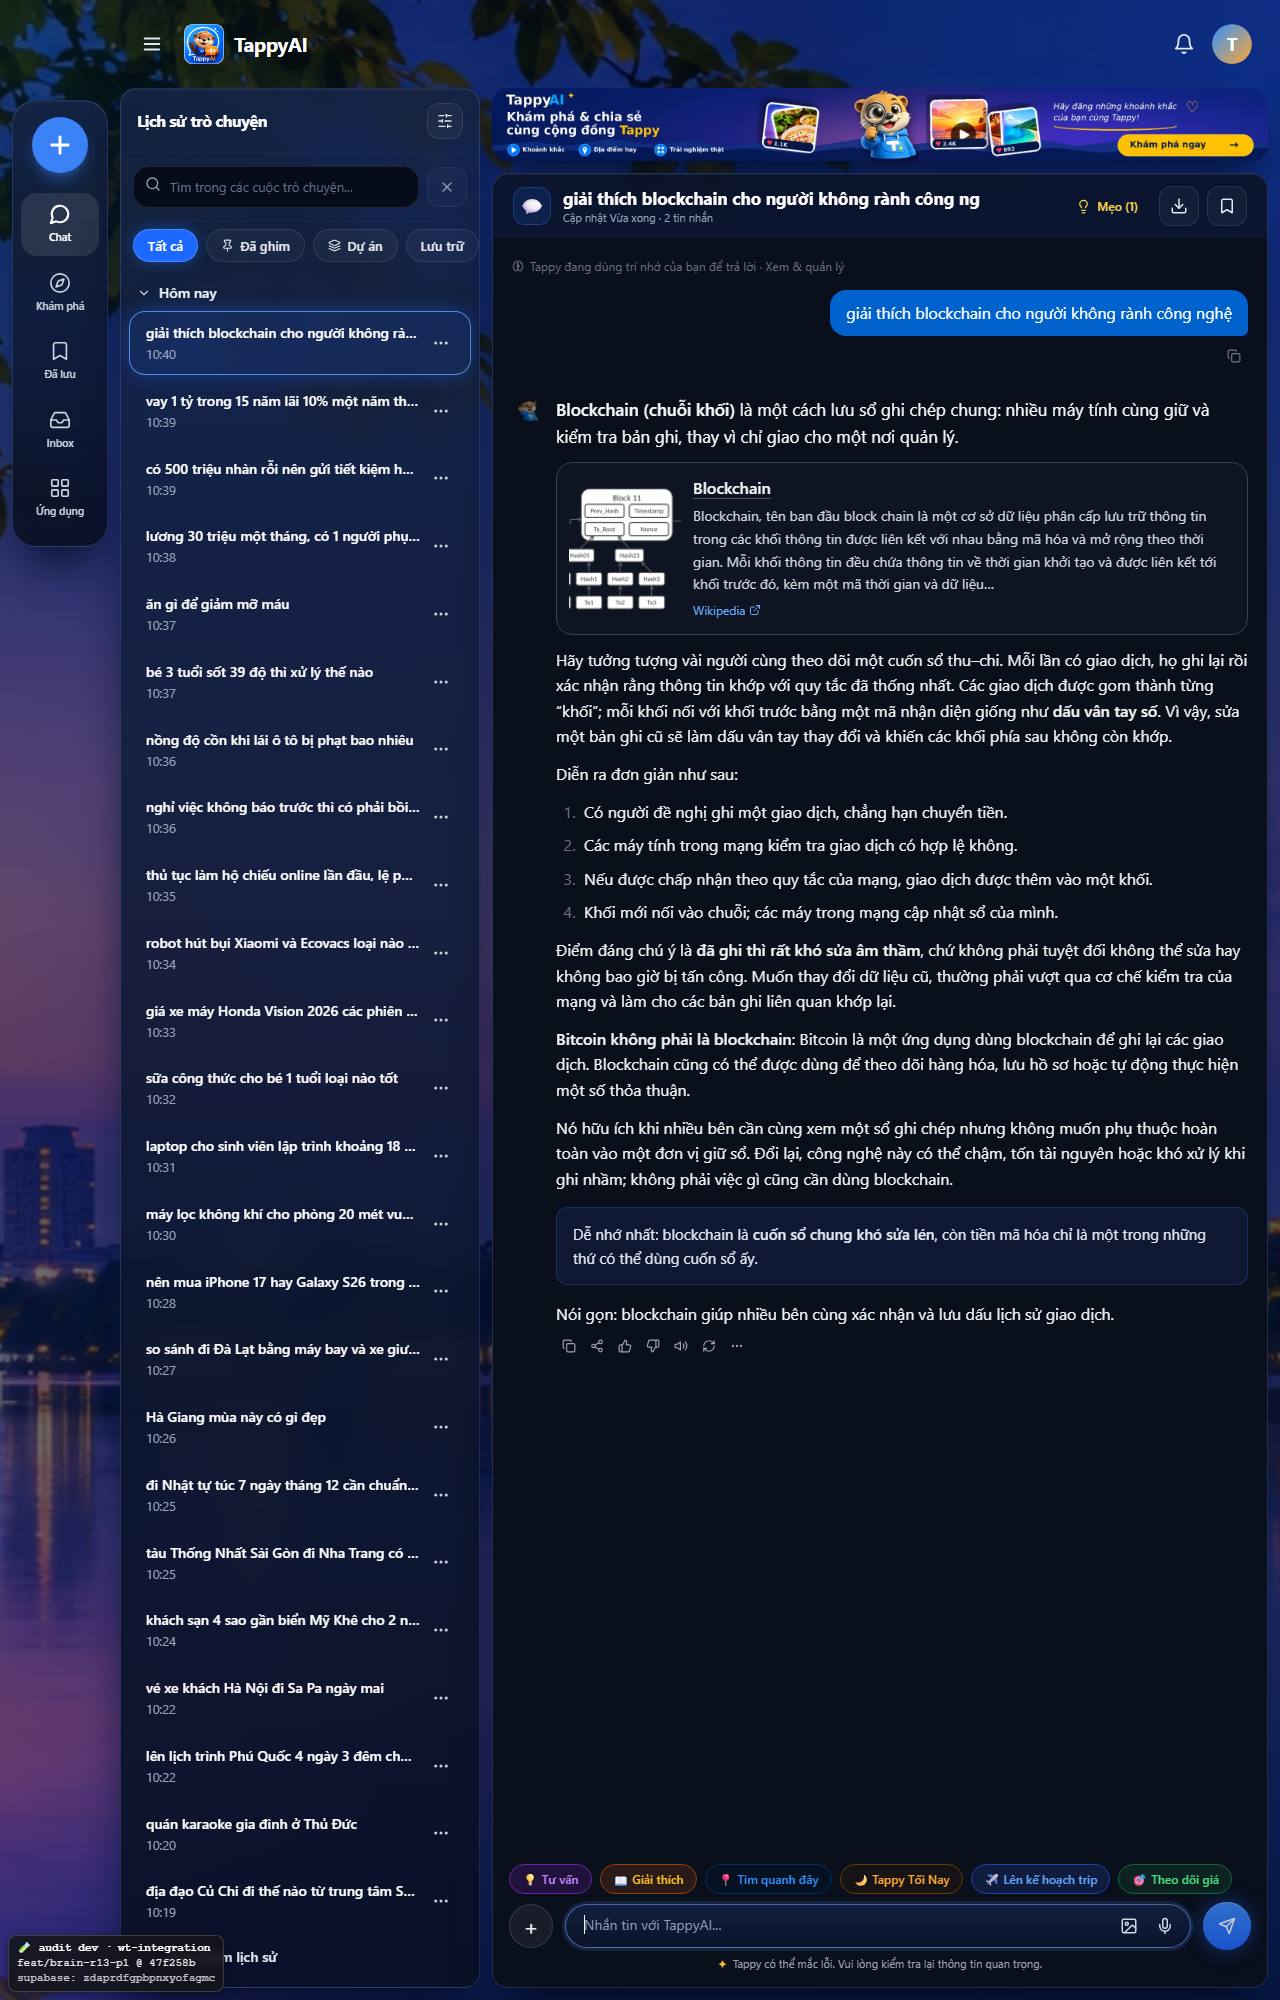 TappyAI
T
TappyAI
Khám phá & chia sẻ
cùng cộng đồng Tappy
Khoảnh khắc
Địa điểm hay
Trải nghiệm thật
1.1K
2.4K
892
Hãy đăng những khoảnh khắc
của bạn cùng Tappy!
Khám phá ngay →
Chat
Khám phá
Đã lưu
Inbox
Ứng dụng
Lịch sử trò chuyện
Tìm trong các cuộc trò chuyện...
Tất cả
Đã ghim
Dự án
Lưu trữ
Hôm nay
giải thích blockchain cho người không rà...
10:40
vay 1 tỷ trong 15 năm lãi 10% một năm th...
10:39
có 500 triệu nhàn rỗi nên gửi tiết kiệm h...
10:39
lương 30 triệu một tháng, có 1 người phụ...
10:38
ăn gì để giảm mỡ máu
10:37
bé 3 tuổi sốt 39 độ thì xử lý thế nào
10:37
nồng độ cồn khi lái ô tô bị phạt bao nhiêu
10:36
nghỉ việc không báo trước thì có phải bồi...
10:36
thủ tục làm hộ chiếu online lần đầu, lệ p...
10:35
robot hút bụi Xiaomi và Ecovacs loại nào ...
10:34
giá xe máy Honda Vision 2026 các phiên ...
10:33
sữa công thức cho bé 1 tuổi loại nào tốt
10:32
laptop cho sinh viên lập trình khoảng 18 ...
10:31
máy lọc không khí cho phòng 20 mét vu...
10:30
nên mua iPhone 17 hay Galaxy S26 trong ...
10:28
so sánh đi Đà Lạt bằng máy bay và xe giư...
10:27
Hà Giang mùa này có gì đẹp
10:26
đi Nhật tự túc 7 ngày tháng 12 cần chuẩn...
10:25
tàu Thống Nhất Sài Gòn đi Nha Trang có ...
10:25
khách sạn 4 sao gần biển Mỹ Khê cho 2 n...
10:24
vé xe khách Hà Nội đi Sa Pa ngày mai
10:22
lên lịch trình Phú Quốc 4 ngày 3 đêm ch...
10:22
quán karaoke gia đình ở Thủ Đức
10:20
địa đạo Củ Chi đi thế nào từ trung tâm S...
10:19
lịch sử
audit dev · wt-integration
feat/brain-r13-p1 @ 47f258b
supabase: zdaprdfgpbpnxyofagmc
giải thích blockchain cho người không rành công ng
Cập nhật Vừa xong · 2 tin nhắn
Mẹo (1)
Tappy đang dùng trí nhớ của bạn để trả lời · Xem & quản lý
giải thích blockchain cho người không rành công nghệ
Blockchain (chuỗi khối) là một cách lưu sổ ghi chép chung: nhiều máy tính cùng giữ và
kiểm tra bản ghi, thay vì chỉ giao cho một nơi quản lý.
Block 11
Prev_Hash
Timestamp
Tx_Root
Nonce
Hash01
Hash23
Hash1
Hash2
Hash3
Tx1
Tx2
Tx3
Blockchain
Blockchain, tên ban đầu block chain là một cơ sở dữ liệu phân cấp lưu trữ thông tin
trong các khối thông tin được liên kết với nhau bằng mã hóa và mở rộng theo thời
gian. Mỗi khối thông tin đều chứa thông tin về thời gian khởi tạo và được liên kết tới
khối trước đó, kèm một mã thời gian và dữ liệu...
Wikipedia
Hãy tưởng tượng vài người cùng theo dõi một cuốn sổ thu–chi. Mỗi lần có giao dịch, họ ghi lại rồi
xác nhận rằng thông tin khớp với quy tắc đã thống nhất. Các giao dịch được gom thành từng
“khối”; mỗi khối nối với khối trước bằng một mã nhận diện giống như dấu vân tay số. Vì vậy, sửa
một bản ghi cũ sẽ làm dấu vân tay thay đổi và khiến các khối phía sau không còn khớp.
Diễn ra đơn giản như sau:
1. Có người đề nghị ghi một giao dịch, chẳng hạn chuyển tiền.
2. Các máy tính trong mạng kiểm tra giao dịch có hợp lệ không.
3. Nếu được chấp nhận theo quy tắc của mạng, giao dịch được thêm vào một khối.
4. Khối mới nối vào chuỗi; các máy trong mạng cập nhật sổ của mình.
Điểm đáng chú ý là đã ghi thì rất khó sửa âm thầm, chứ không phải tuyệt đối không thể sửa hay
không bao giờ bị tấn công. Muốn thay đổi dữ liệu cũ, thường phải vượt qua cơ chế kiểm tra của
mạng và làm cho các bản ghi liên quan khớp lại.
Bitcoin không phải là blockchain: Bitcoin là một ứng dụng dùng blockchain để ghi lại các giao
dịch. Blockchain cũng có thể được dùng để theo dõi hàng hóa, lưu hồ sơ hoặc tự động thực hiện
một số thỏa thuận.
Nó hữu ích khi nhiều bên cần cùng xem một sổ ghi chép nhưng không muốn phụ thuộc hoàn
toàn vào một đơn vị giữ sổ. Đổi lại, công nghệ này có thể chậm, tốn tài nguyên hoặc khó xử lý khi
ghi nhầm; không phải việc gì cũng cần dùng blockchain.
Dễ nhớ nhất: blockchain là cuốn sổ chung khó sửa lén, còn tiền mã hóa chỉ là một trong những
thứ có thể dùng cuốn sổ ấy.
Nói gọn: blockchain giúp nhiều bên cùng xác nhận và lưu dấu lịch sử giao dịch.
Tư vấn
Giải thích
Tìm quanh đây
Tappy Tối Nay
Lên kế hoạch trip
Theo dõi giá
Nhắn tin với TappyAI...
Tappy có thể mắc lỗi. Vui lòng kiểm tra lại thông tin quan trọng.